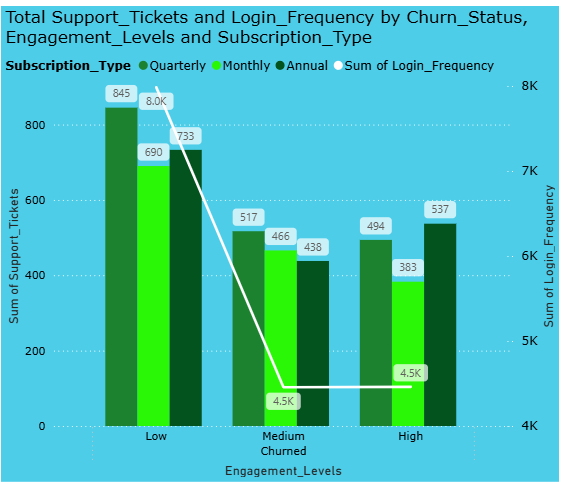 Total Support_Tickets and Login_Frequency by Churn_Status,
Engagement_Levels and Subscription_Type
Subscription_Type Quarterly Monthly Annual Sum of Login_Frequency
Sum of Support_Tickets
800
600
400
200
0
845
8.0K
690
733
517
466
438
4.5K
494
383
537
4.5K
8K
7K
6K
5K
4K
Sum of Login_Frequency
Low Medium High
Churned
Engagement_Levels